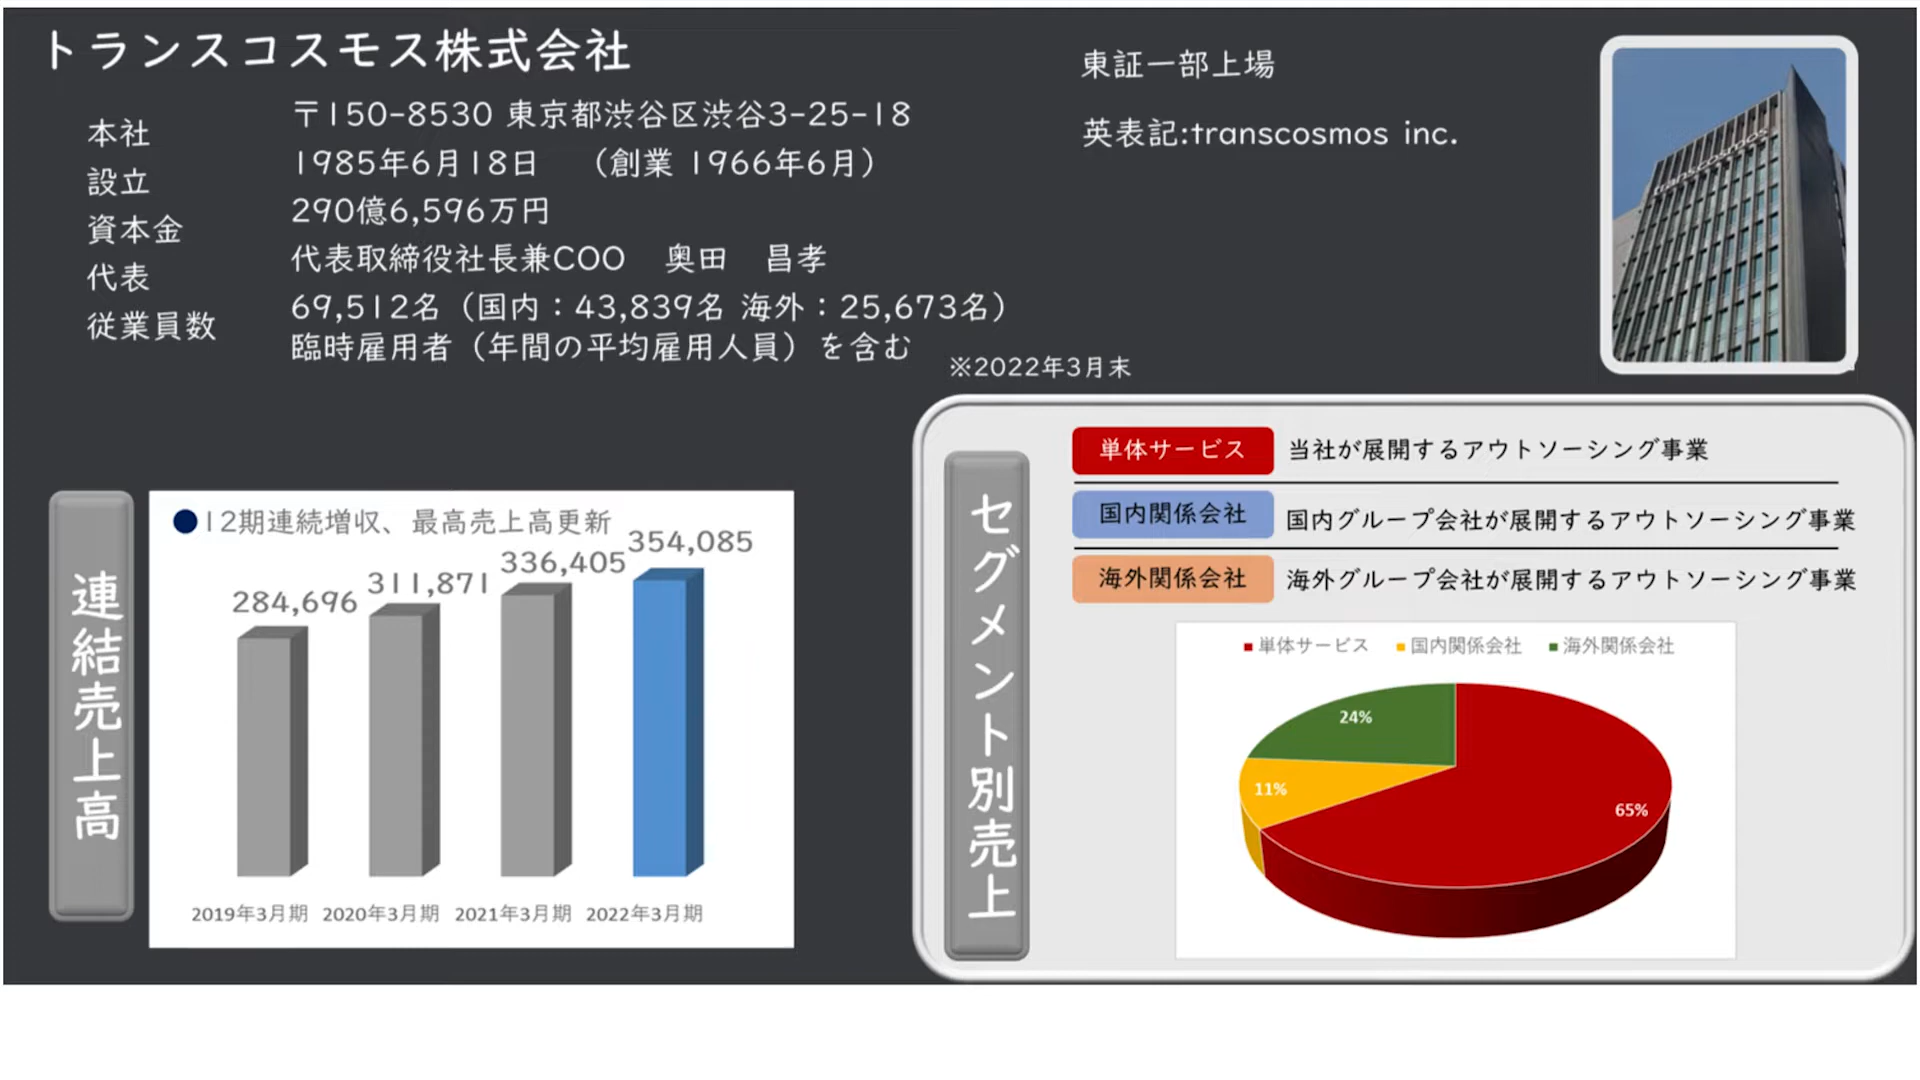 トランスコスモス株式会社
本社
〒150-8530 東京都渋谷区渋谷3-25-18
設立
1985年6月18日 （創業 1966年6月）
資本金
290億6,596万円
代表
代表取締役社長兼COO 奥田 昌孝
従業員数
69,512名（国内：43,839名 海外：25,673名）
臨時雇用者（年間の平均雇用人員）を含む
※2022年3月末
東証一部上場
英表記:transcosmos inc.
transcosmos
連結売上高
●12期連続増収、最高売上高更新
284,696
311,871
336,405
354,085
2019年3月期 2020年3月期 2021年3月期 2022年3月期
セグメント別売上
単体サービス 当社が展開するアウトソーシング事業
国内関係会社 国内グループ会社が展開するアウトソーシング事業
海外関係会社 海外グループ会社が展開するアウトソーシング事業
単体サービス 国内関係会社 海外関係会社
24%
11%
65%